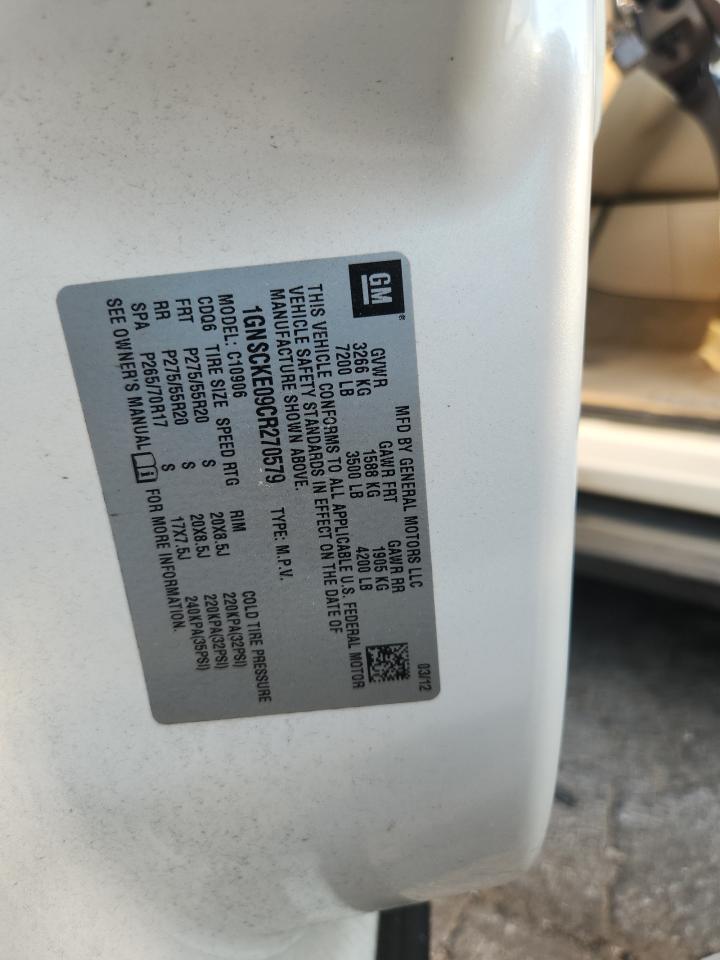 GM ®
MFD BY GENERAL MOTORS LLC 03/12
GVWR GAWR FRT GAWR RR
3266 KG 1588 KG 1905 KG
7200 LB 3500 LB 4200 LB
THIS VEHICLE CONFORMS TO ALL APPLICABLE U.S. FEDERAL MOTOR
VEHICLE SAFETY STANDARDS IN EFFECT ON THE DATE OF
MANUFACTURE SHOWN ABOVE.
1GNSCKE09CR270579 TYPE: M.P.V.
MODEL: C10906
CDQ6 TIRE SIZE SPEED RTG RIM COLD TIRE PRESSURE
FRT P275/55R20 S 20X8.5J 220KPA(32PSI)
RR P275/55R20 S 20X8.5J 220KPA(32PSI)
SPA P265/70R17 S 17X7.5J 240KPA(35PSI)
SEE OWNER'S MANUAL FOR MORE INFORMATION.